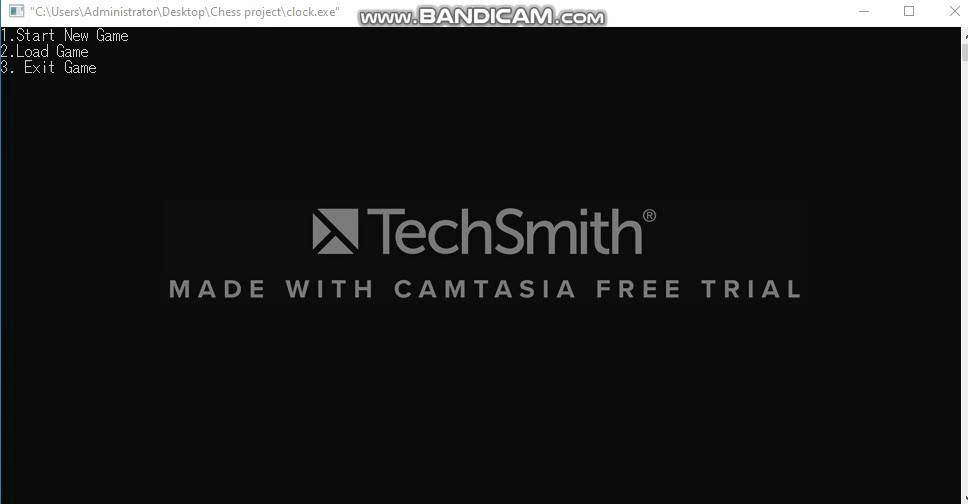 "C:\Users\Administrator\Desktop\Chess project\clock.exe"
www.BANDICAM.com
1.Start New Game
2.Load Game
3. Exit Game
TechSmith®
MADE WITH CAMTASIA FREE TRIAL